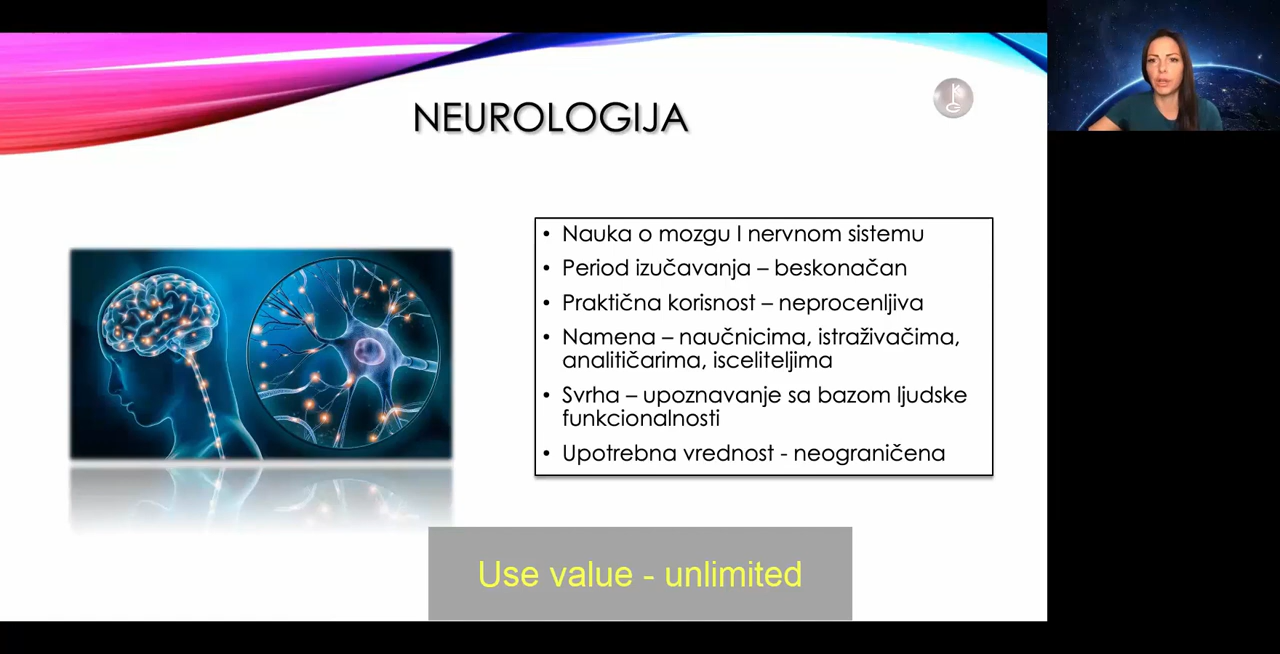 NEUROLOGIJA
• Nauka o mozgu I nervnom sistemu
• Period izučavanja – beskonačan
• Praktična korisnost – neprocenljiva
• Namena – naučnicima, istraživačima,
analitičarima, isceliteljima
• Svrha – upoznavanje sa bazom ljudske
funkcionalnosti
• Upotrebna vrednost - neograničena
Use value - unlimited